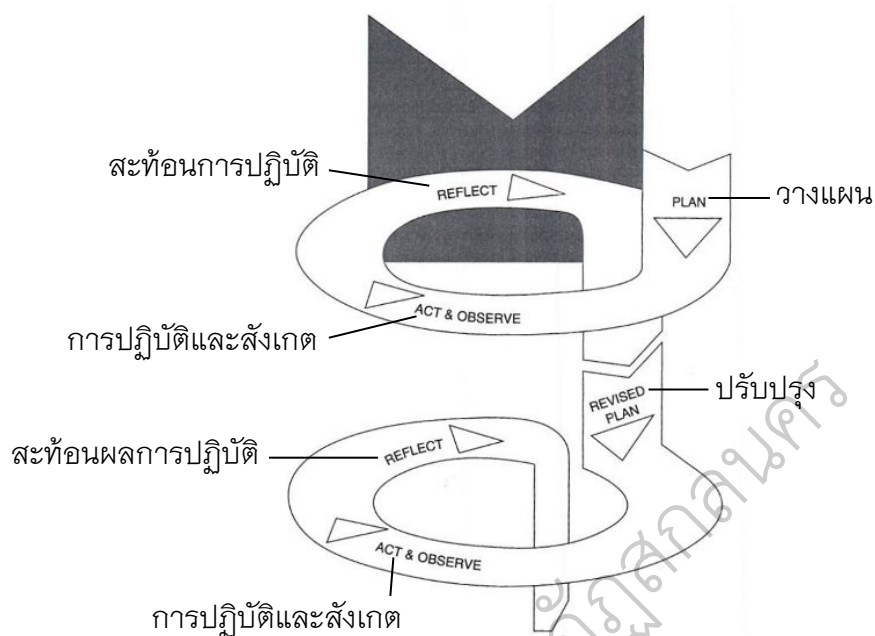 สะท้อนการปฏิบัติ
REFLECT
PLAN
วางแผน
ACT & OBSERVE
การปฏิบัติและสังเกต
REVISED
PLAN
ปรับปรุง
สะท้อนผลการปฏิบัติ
REFLECT
ACT & OBSERVE
การปฏิบัติและสังเกต